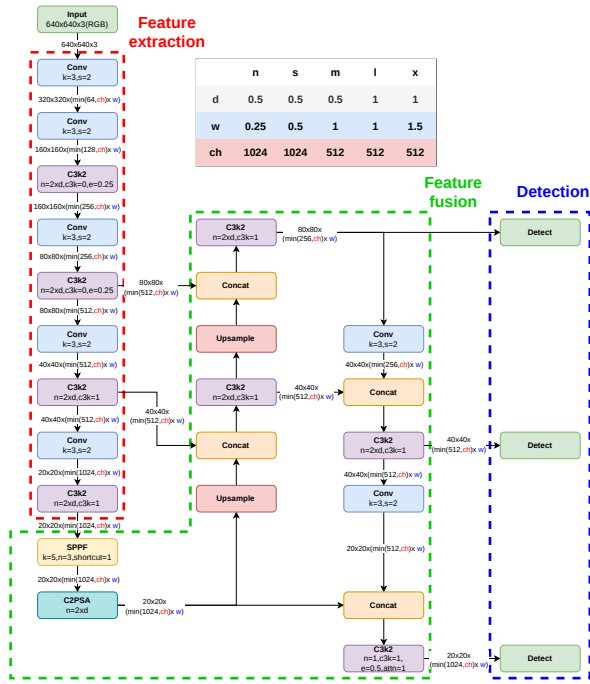 Input
640x640x3(RGB)
640x640x3
Feature
extraction
Conv
k=3,s=2
320x320x(min(64,ch)x w)
Conv
k=3,s=2
160x160x(min(128,ch)x w)
C3k2
n=2xd,c3k=0,e=0.25
160x160x(min(256,ch)x w)
Conv
k=3,s=2
80x80x(min(256,ch)x w)
C3k2
n=2xd,c3k=0,e=0.25
80x80x(min(512,ch)x w)
Conv
k=3,s=2
40x40x(min(512,ch)x w)
C3k2
n=2xd,c3k=1
40x40x(min(512,ch)x w)
Conv
k=3,s=2
20x20x(min(1024,ch)x w)
C3k2
n=2xd,c3k=1
20x20x(min(1024,ch)x w)
SPPF
k=5,n=3,shortcut=1
20x20x(min(1024,ch)x w)
C2PSA
n=2xd
n s m l x
d 0.5 0.5 0.5 1 1
w 0.25 0.5 1 1 1.5
ch 1024 1024 512 512 512
Feature
fusion
C3k2
n=2xd,c3k=1
80x80x
(min(256,ch)x w)
80x80x
(min(512,ch)x w)
Concat
Upsample
C3k2
n=2xd,c3k=1
40x40x
(min(512,ch)x w)
40x40x
(min(512,ch)x w)
Concat
Upsample
20x20x
(min(1024,ch)x w)
Conv
k=3,s=2
40x40x(min(256,ch)x w)
Concat
C3k2
n=2xd,c3k=1
40x40x
(min(512,ch)x w)
40x40x(min(512,ch)x w)
Conv
k=3,s=2
20x20x(min(512,ch)x w)
Concat
C3k2
n=1,c3k=1,
e=0.5,attn=1
20x20x
(min(1024,ch)x w)
Detection
Detect
Detect
Detect